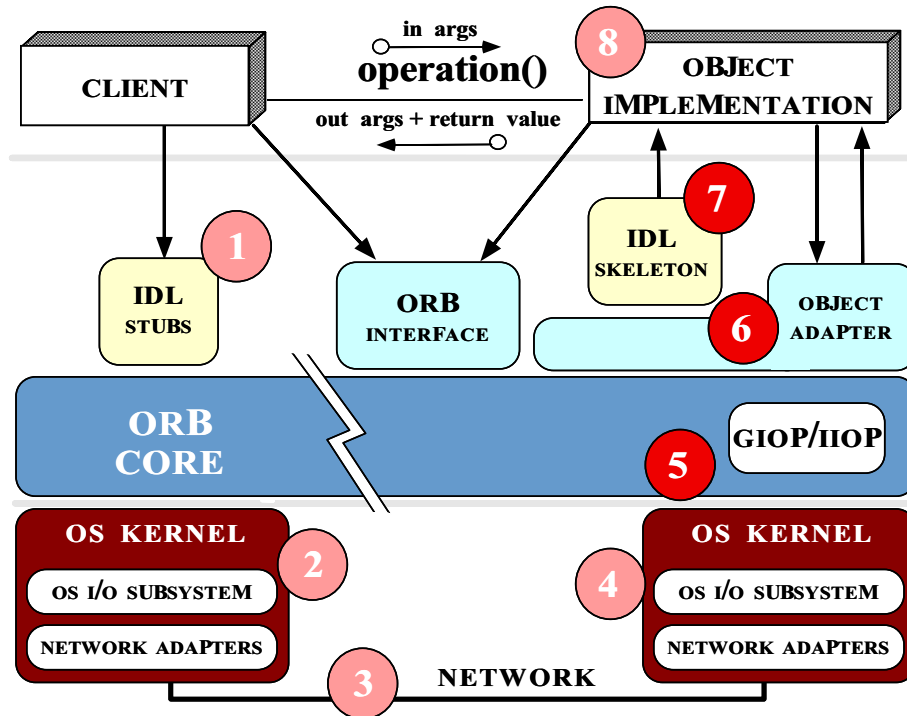 in args
8
CLIENT
operation()
OBJECT
IMPLEMENTATION
out args + return value
7
1
IDL
SKELETON
IDL
STUBS
ORB
INTERFACE
6
OBJECT
ADAPTER
ORB
CORE
GIOP/IIOP
5
OS KERNEL
OS I/O SUBSYSTEM
NETWORK ADAPTERS
2
4
OS KERNEL
OS I/O SUBSYSTEM
NETWORK ADAPTERS
3
NETWORK